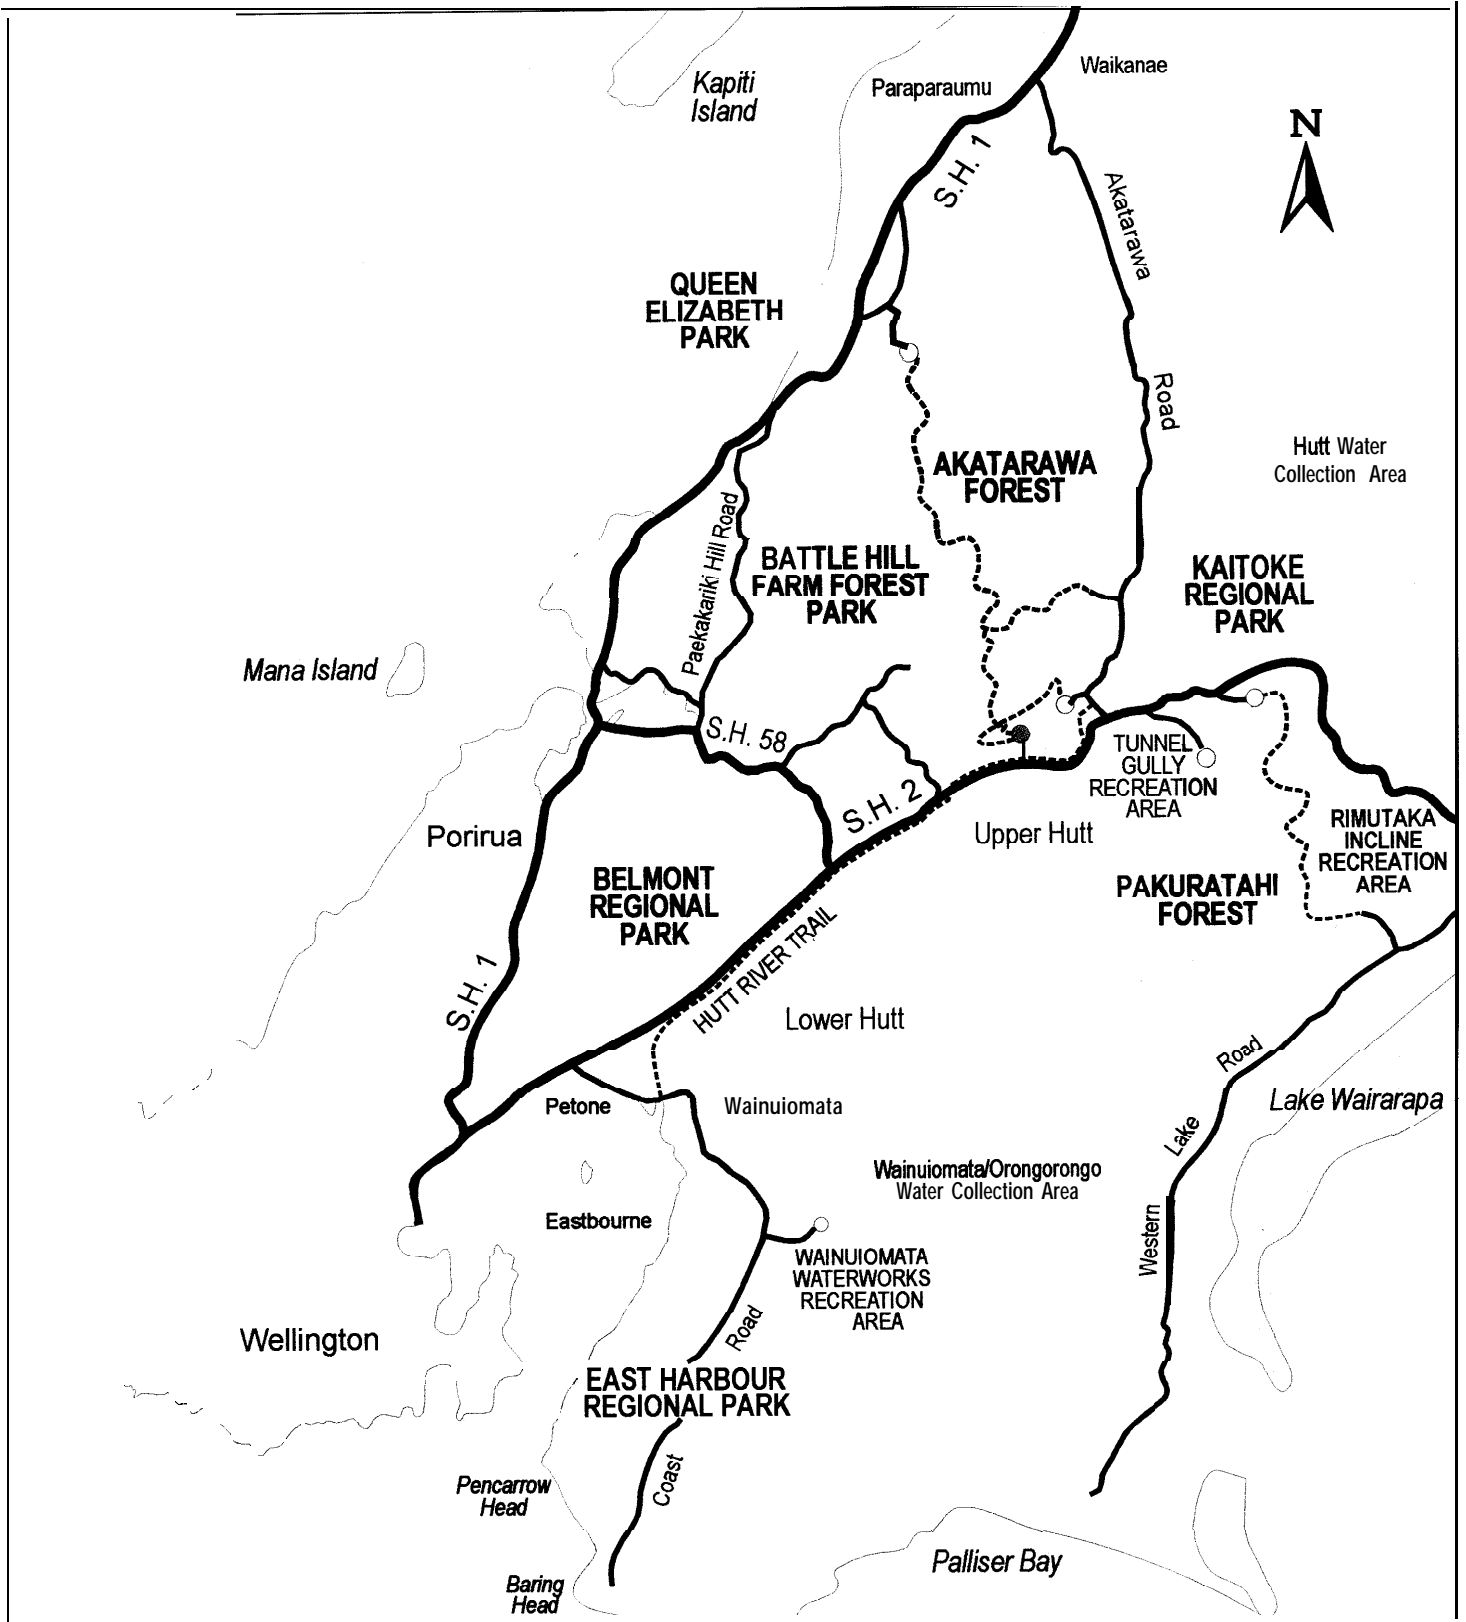 Kapiti
Island
Paraparaumu
Waikanae
N
S.H. 1
Akatarawa
Road
QUEEN
ELIZABETH
PARK
Hutt Water
Collection Area
AKATARAWA
FOREST
Paekakariki Hill Road
BATTLE HILL
FARM FOREST
PARK
KAITOKE
REGIONAL
PARK
Mana Island
S.H. 58
TUNNEL
GULLY
RECREATION
AREA
S.H. 2
Upper Hutt
Porirua
RIMUTAKA
INCLINE
RECREATION
AREA
BELMONT
REGIONAL
PARK
PAKURATAHI
FOREST
HUTT RIVER TRAIL
S.H. 1
Lower Hutt
Road
Lake
Western
Lake Wairarapa
Petone
Wainuiomata
Wainuiomata/Orongorongo
Water Collection Area
Eastbourne
WAINUIOMATA
WATERWORKS
RECREATION
AREA
Wellington
Road
EAST HARBOUR
REGIONAL PARK
Coast
Pencarrow
Head
Palliser Bay
Baring
Head